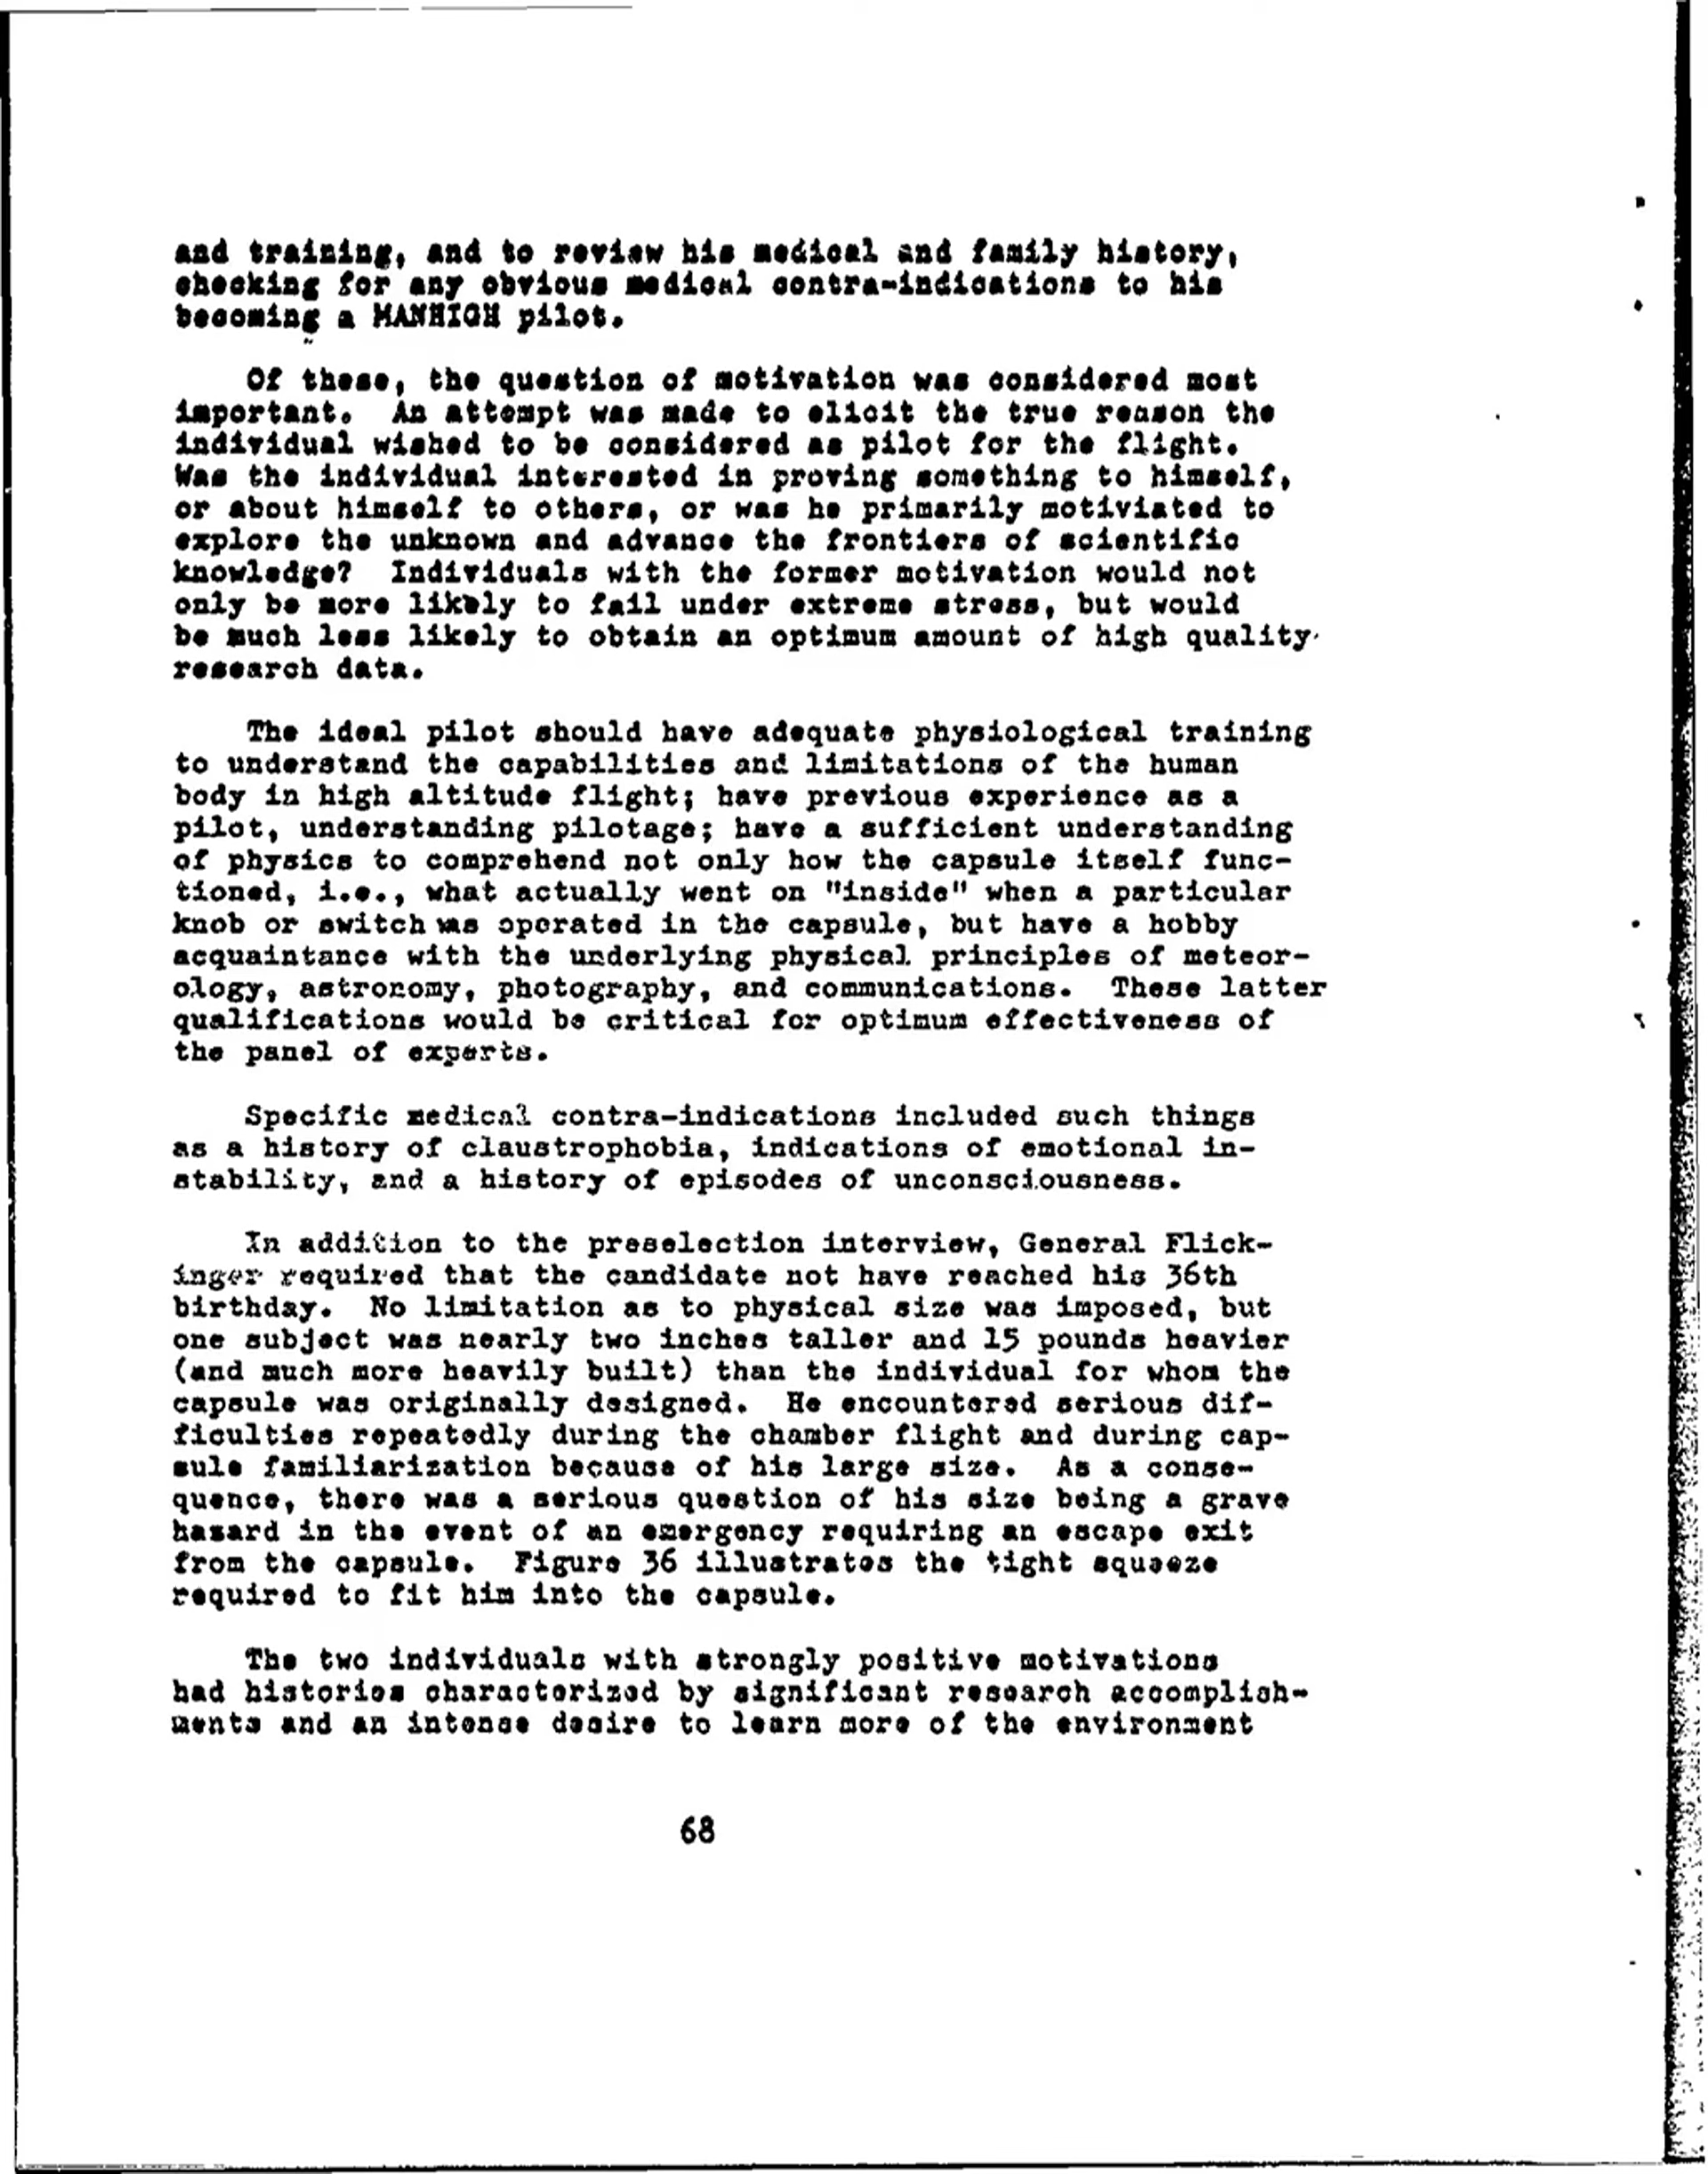 and training, and to review his medical and family history,
checking for any obvious medical contra-indications to his
becoming a MANHIGH pilot.
Of these, the question of motivation was considered most
important. An attempt was made to elicit the true reason the
individual wished to be considered as pilot for the flight.
Was the individual interested in proving something to himself,
or about himself to others, or was he primarily motiviated to
explore the unknown and advance the frontiers of scientific
knowledge? Individuals with the former motivation would not
only be more likely to fail under extreme stress, but would
be much less likely to obtain an optimum amount of high quality
research data.
The ideal pilot should have adequate physiological training
to understand the capabilities and limitations of the human
body in high altitude flight; have previous experience as a
pilot, understanding pilotage; have a sufficient understanding
of physics to comprehend not only how the capsule itself func-
tioned, i.e., what actually went on "inside" when a particular
knob or switch was operated in the capsule, but have a hobby
acquaintance with the underlying physical principles of meteor-
ology, astronomy, photography, and communications. These latter
qualifications would be critical for optimum effectiveness of
the panel of experts.
Specific medical contra-indications included such things
as a history of claustrophobia, indications of emotional in-
stability, and a history of episodes of unconsciousness.
In addition to the preselection interview, General Flick-
inger required that the candidate not have reached his 36th
birthday. No limitation as to physical size was imposed, but
one subject was nearly two inches taller and 15 pounds heavier
(and much more heavily built) than the individual for whom the
capsule was originally designed. He encountered serious dif-
ficulties repeatedly during the chamber flight and during cap-
sule familiarization because of his large size. As a conse-
quence, there was a serious question of his size being a grave
hazard in the event of an emergency requiring an escape exit
from the capsule. Figure 36 illustrates the tight squeeze
required to fit him into the capsule.
The two individuals with strongly positive motivations
had histories characterized by significant research accomplish-
ments and an intense desire to learn more of the environment
68